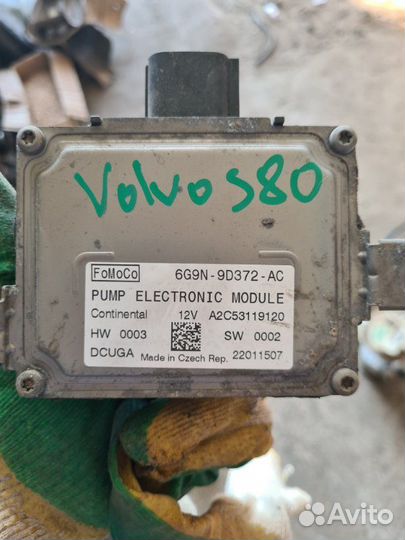 Volvo S80
FoMoCo 6G9N-9D372-AC
PUMP ELECTRONIC MODULE
Continental 12V A2C53119120
HW 0003 SW 0002
DCUGA Made in Czech Rep. 22011507
Avito